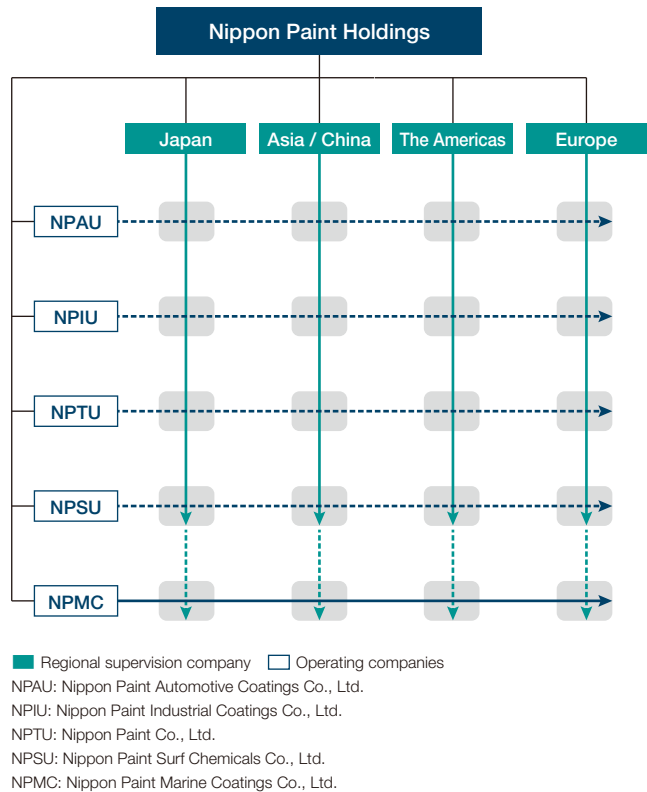 Nippon Paint Holdings
Japan
Asia / China
The Americas
Europe
NPAU
NPIU
NPTU
NPSU
NPMC
Regional supervision company
Operating companies
NPAU: Nippon Paint Automotive Coatings Co., Ltd.
NPIU: Nippon Paint Industrial Coatings Co., Ltd.
NPTU: Nippon Paint Co., Ltd.
NPSU: Nippon Paint Surf Chemicals Co., Ltd.
NPMC: Nippon Paint Marine Coatings Co., Ltd.